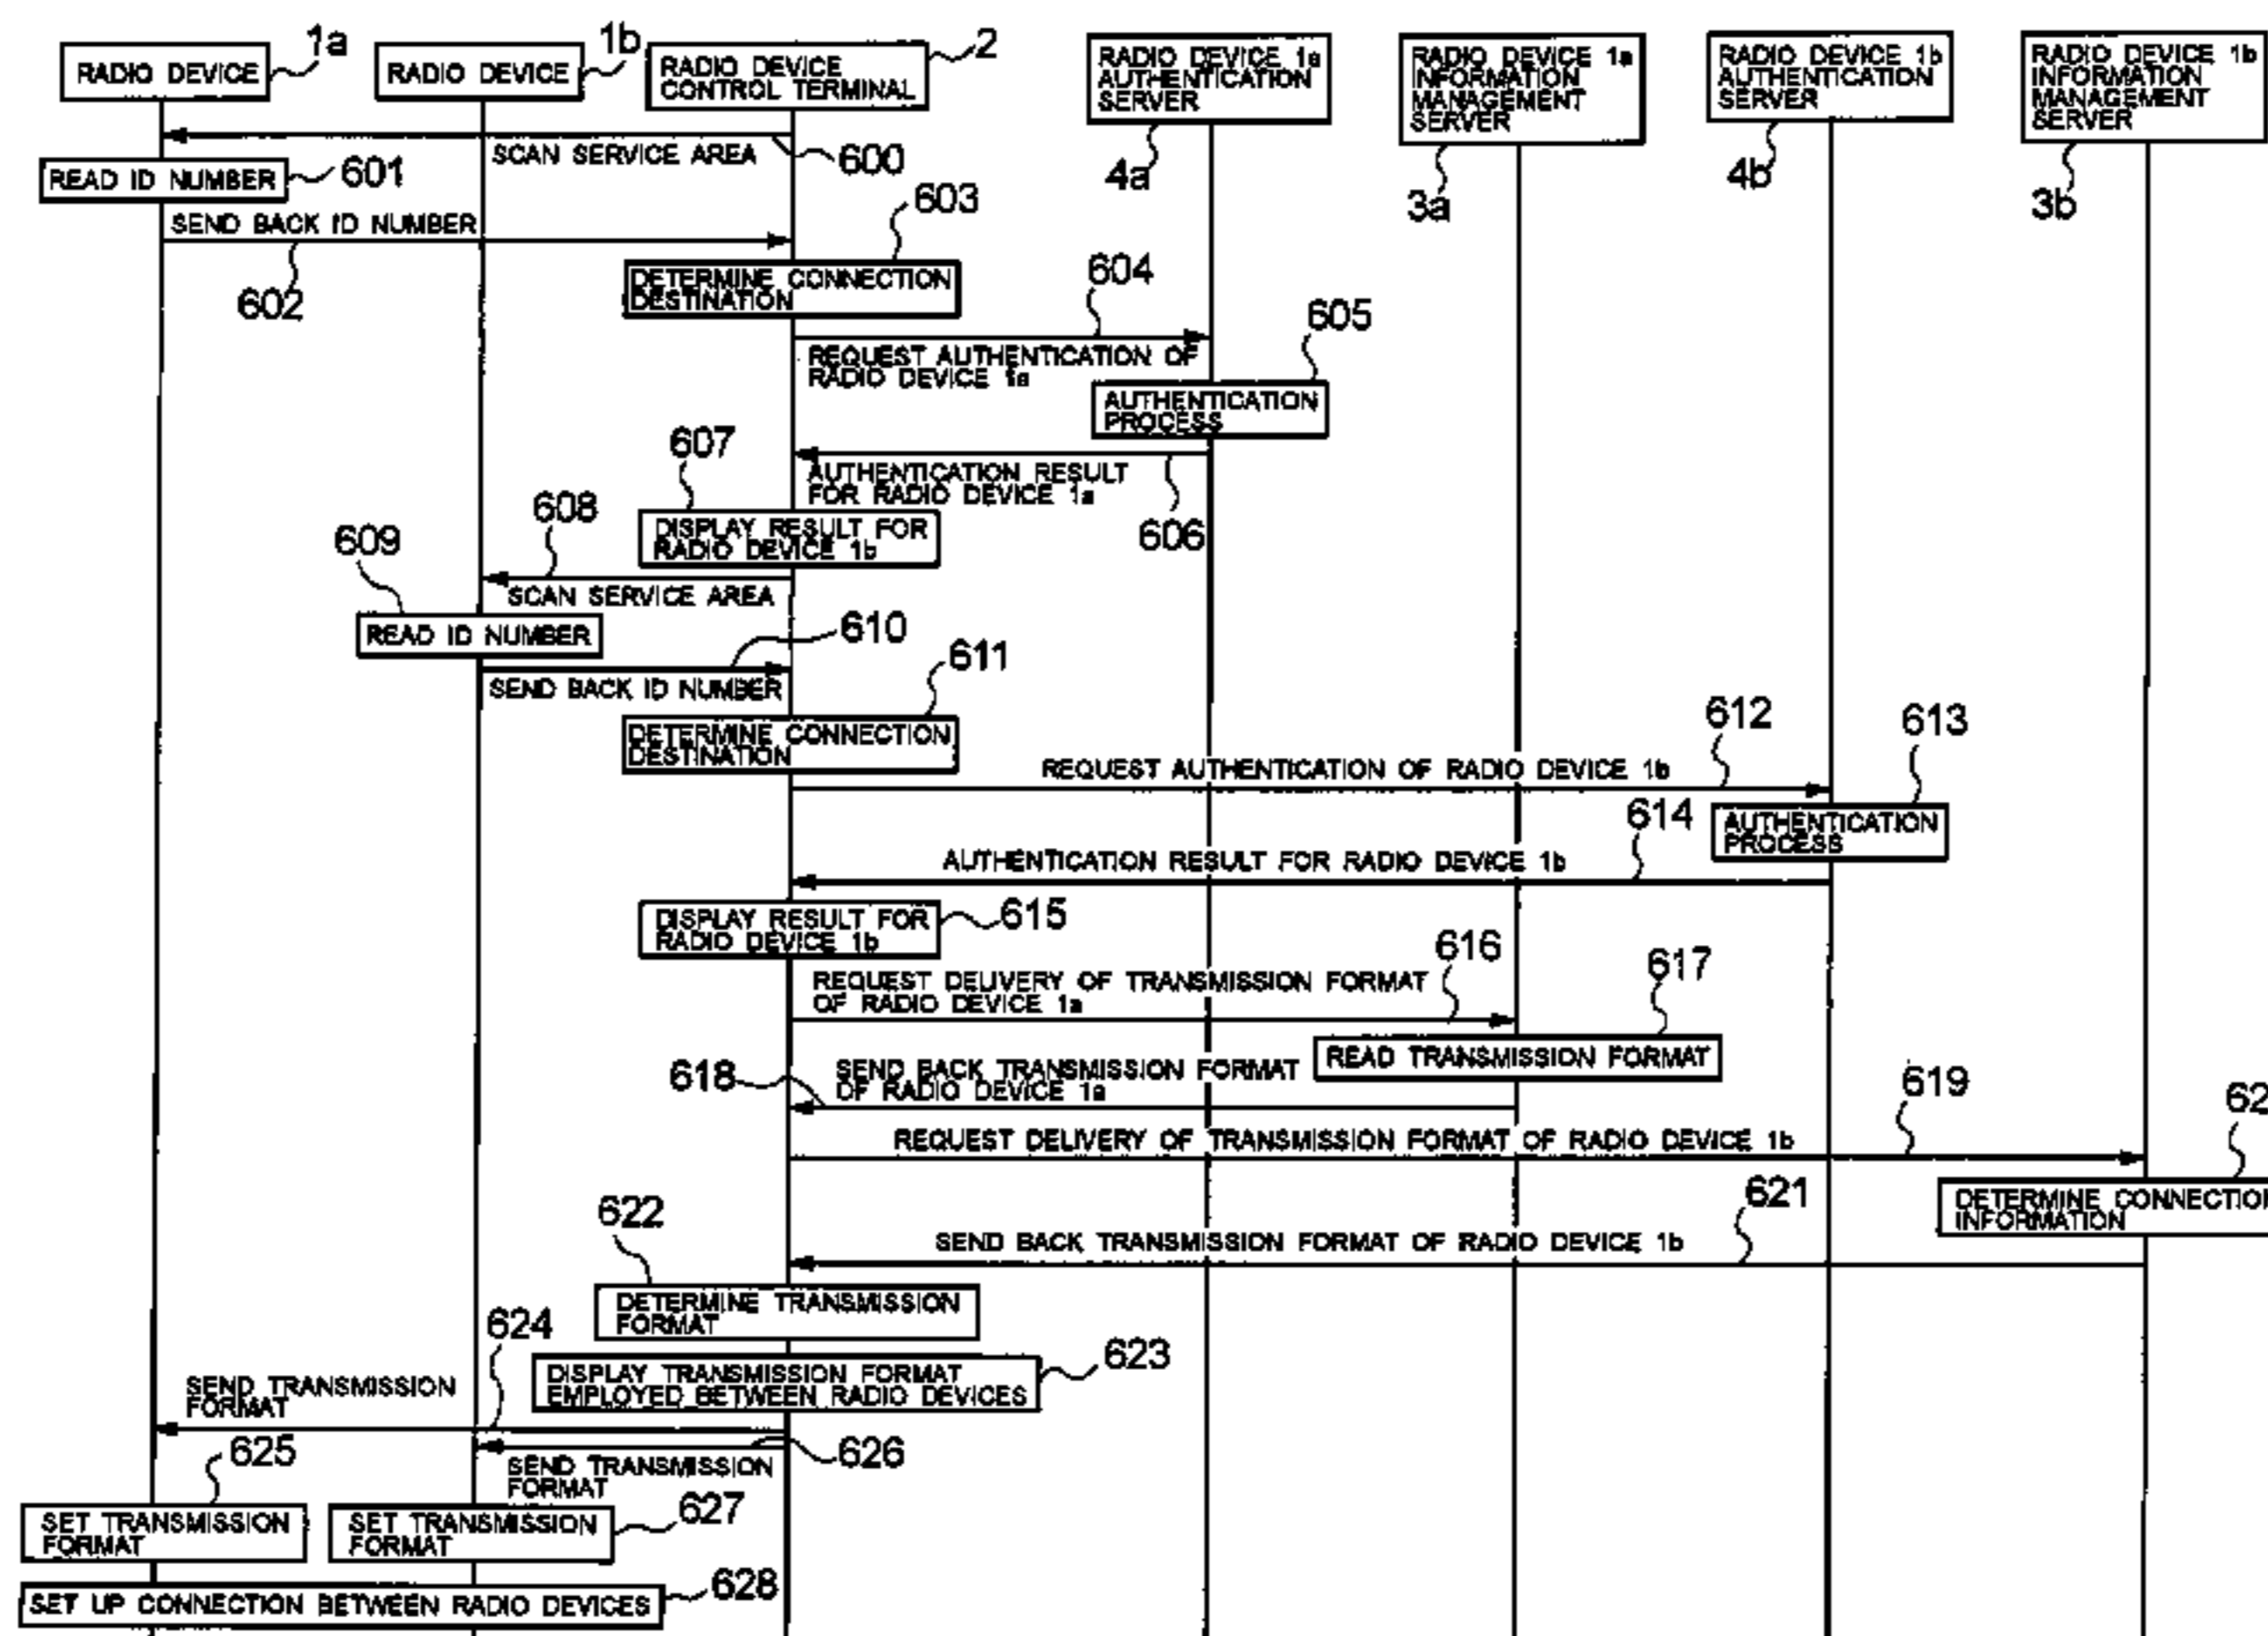 RADIO DEVICE
1a
RADIO DEVICE
1b
RADIO DEVICE
CONTROL TERMINAL
2
RADIO DEVICE 1a
AUTHENTICATION
SERVER
4a
RADIO DEVICE 1a
INFORMATION
MANAGEMENT
SERVER
3a
RADIO DEVICE 1b
AUTHENTICATION
SERVER
4b
RADIO DEVICE 1b
INFORMATION
MANAGEMENT
SERVER
3b
SCAN SERVICE AREA
600
READ ID NUMBER
601
SEND BACK ID NUMBER
602
603
DETERMINE CONNECTION
DESTINATION
604
REQUEST AUTHENTICATION OF
RADIO DEVICE 1a
605
AUTHENTICATION
PROCESS
AUTHENTICATION RESULT
FOR RADIO DEVICE 1a
606
607
DISPLAY RESULT FOR
RADIO DEVICE 1b
608
SCAN SERVICE AREA
609
READ ID NUMBER
610
SEND BACK ID NUMBER
611
DETERMINE CONNECTION
DESTINATION
612
REQUEST AUTHENTICATION OF RADIO DEVICE 1b
613
AUTHENTICATION
PROCESS
614
AUTHENTICATION RESULT FOR RADIO DEVICE 1b
DISPLAY RESULT FOR
RADIO DEVICE 1b
615
616
REQUEST DELIVERY OF TRANSMISSION FORMAT
OF RADIO DEVICE 1a
617
READ TRANSMISSION FORMAT
618
SEND BACK TRANSMISSION FORMAT
OF RADIO DEVICE 1a
619
REQUEST DELIVERY OF TRANSMISSION FORMAT OF RADIO DEVICE 1b
62
DETERMINE CONNECTION
INFORMATION
621
SEND BACK TRANSMISSION FORMAT OF RADIO DEVICE 1b
622
DETERMINE TRANSMISSION
FORMAT
623
DISPLAY TRANSMISSION FORMAT
EMPLOYED BETWEEN RADIO DEVICES
624
SEND TRANSMISSION
FORMAT
625
626
SEND TRANSMISSION
FORMAT
SET TRANSMISSION
FORMAT
SET TRANSMISSION
FORMAT
627
SET UP CONNECTION BETWEEN RADIO DEVICES
628